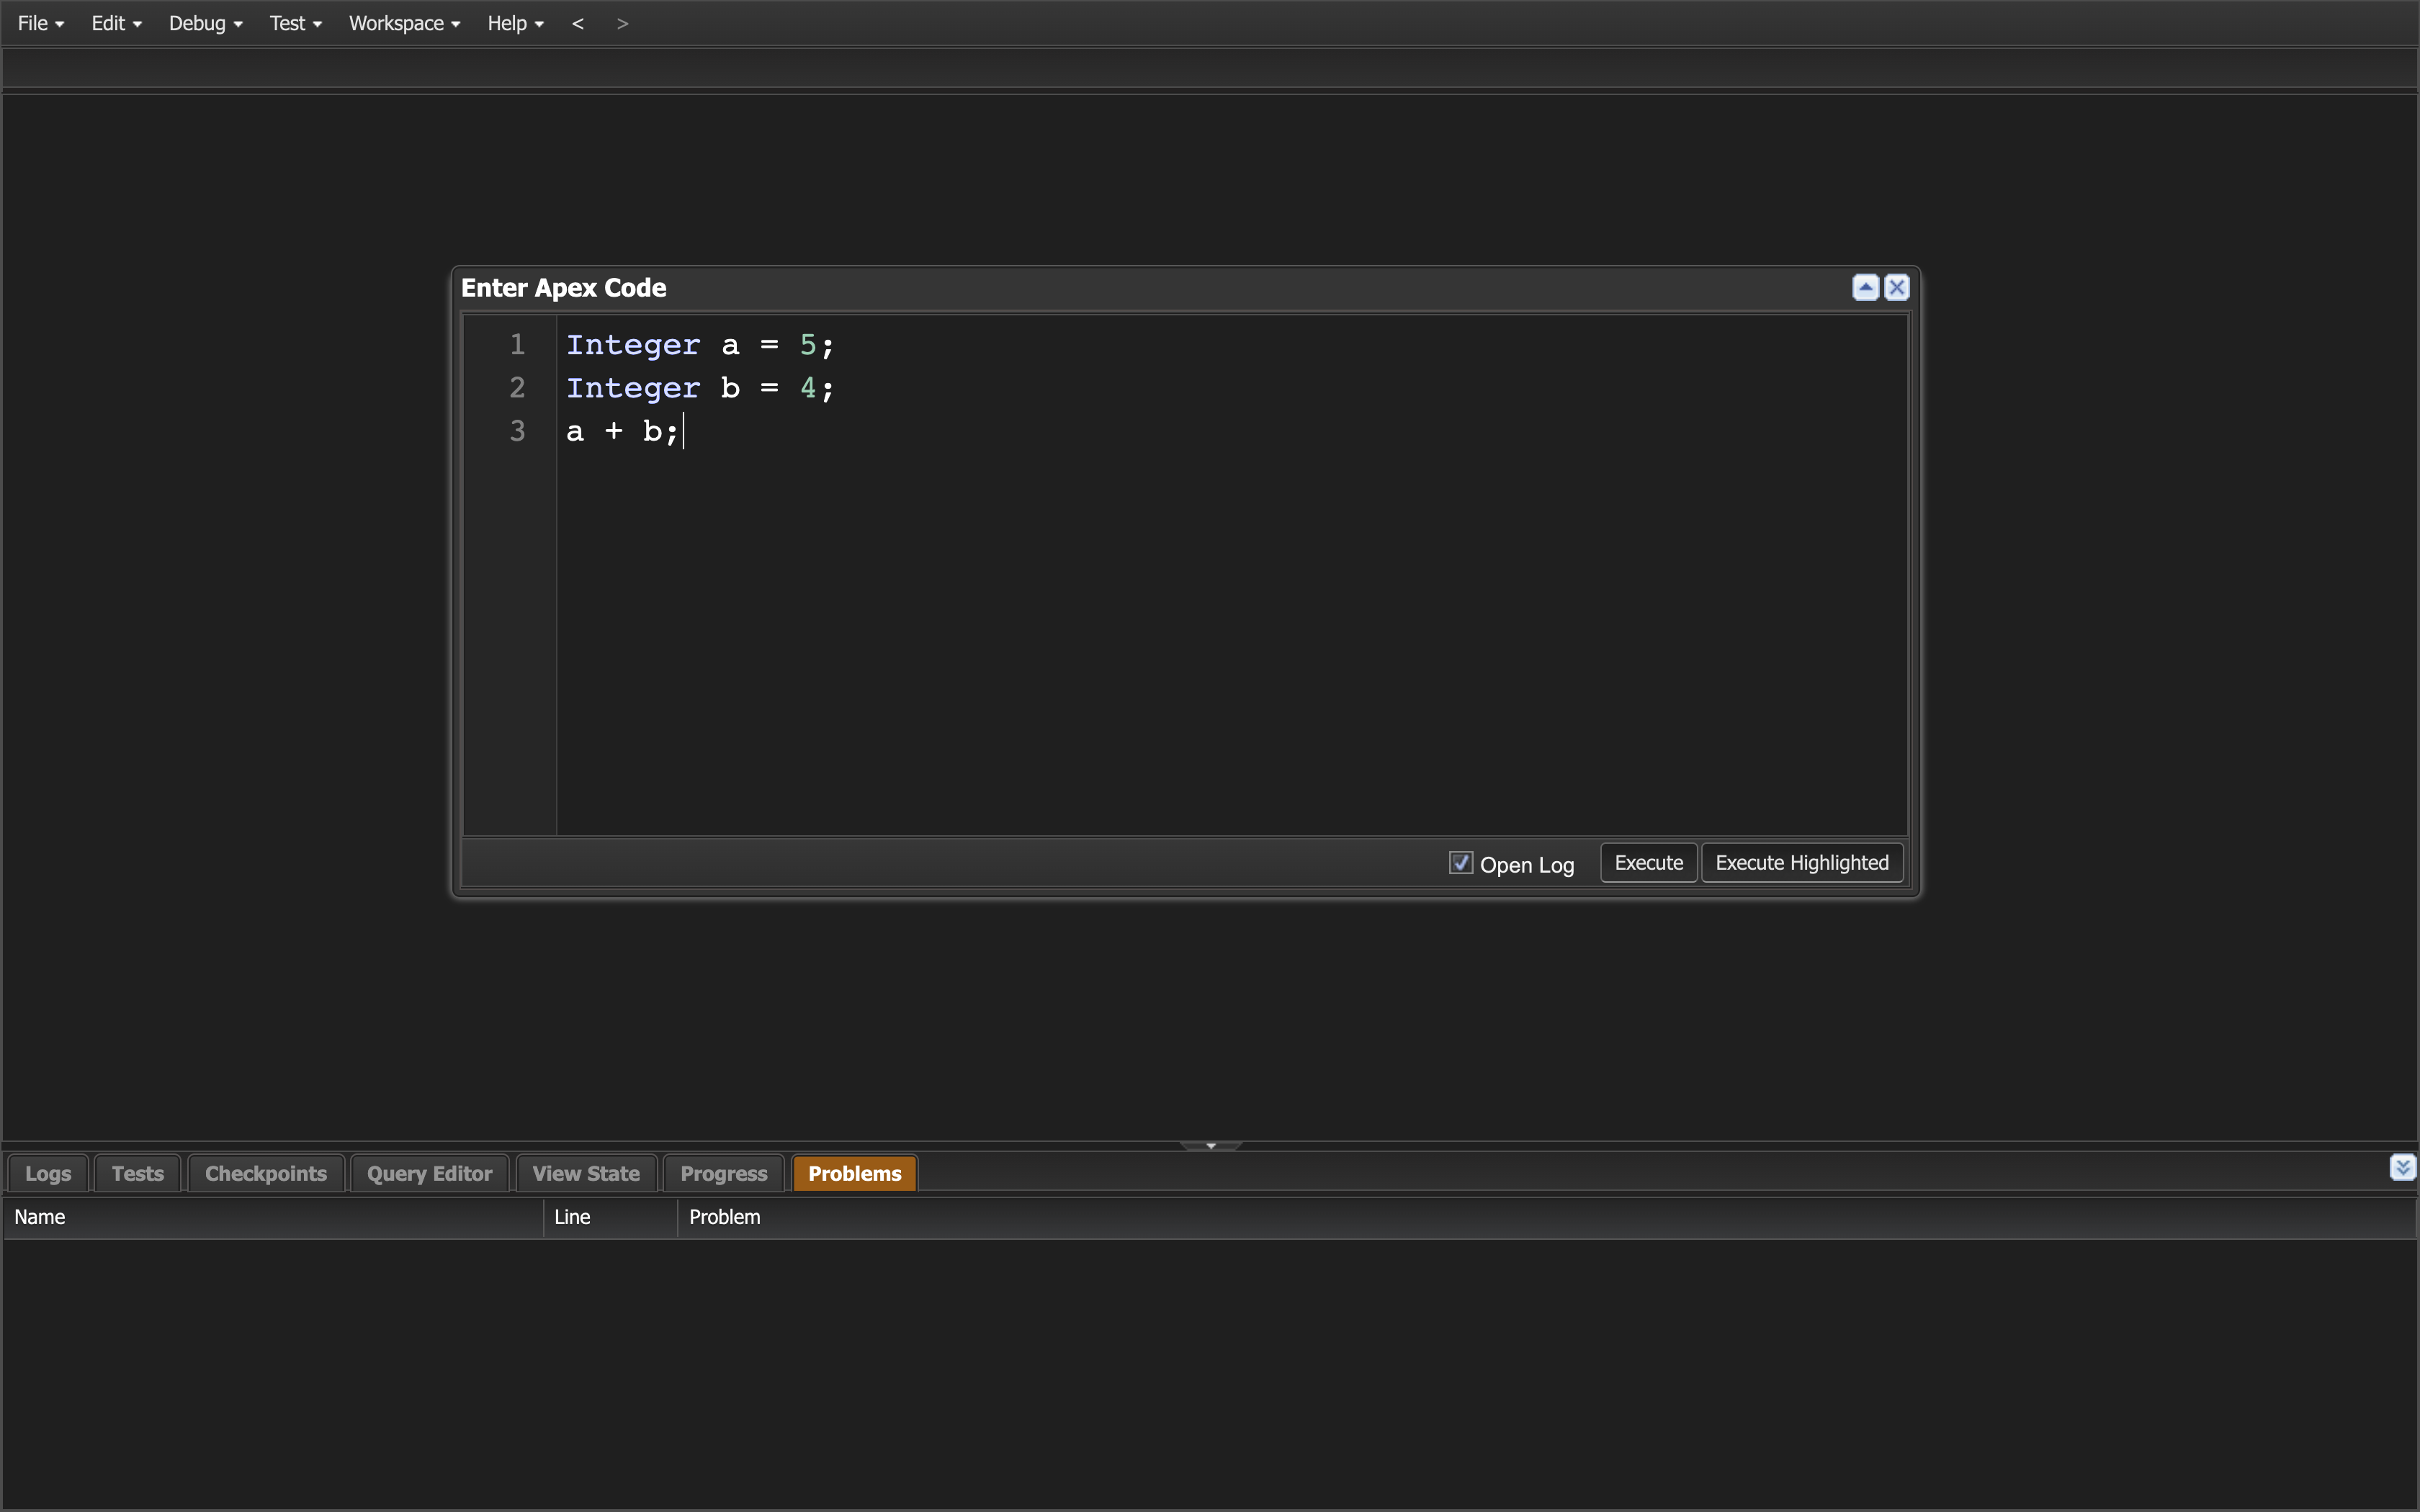 File Edit Debug Test Workspace Help < >
Enter Apex Code
1 Integer a = 5;
2 Integer b = 4;
3 a + b;
Open Log Execute Execute Highlighted
Logs Tests Checkpoints Query Editor View State Progress Problems
Name Line Problem